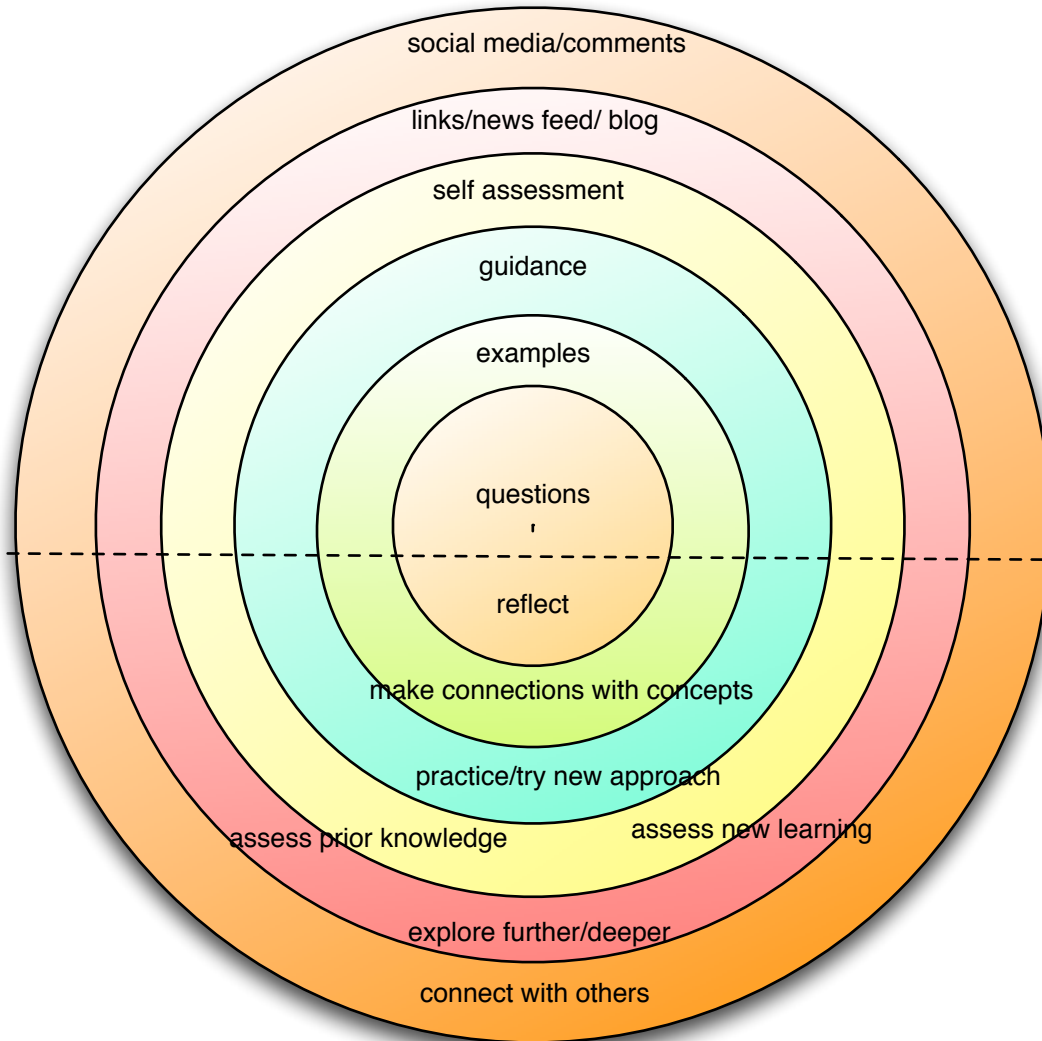 social media/comments
links/news feed/ blog
self assessment
guidance
examples
questions
reflect
make connections with concepts
practice/try new approach
assess prior knowledge
assess new learning
explore further/deeper
connect with others